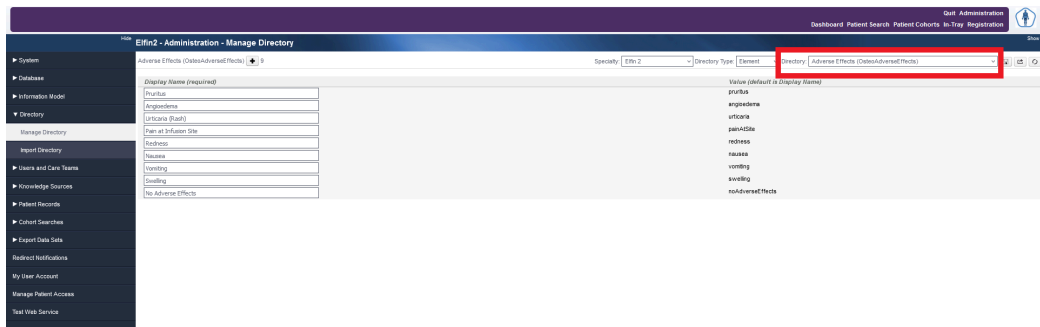 Quit Administration
Dashboard Patient Search Patient Cohorts In-Tray Registration
Hide
Elfin2 - Administration - Manage Directory
Show
System
Adverse Effects (OsteoAdverseEffects) + 9
Specialty: Elfin 2
Directory Type: Element
Directory: Adverse Effects (OsteoAdverseEffects)
Database
Information Model
Directory
Manage Directory
Import Directory
Users and Care Teams
Knowledge Sources
Patient Records
Cohort Searches
Export Data Sets
Redirect Notifications
My User Account
Manage Patient Access
Test Web Service
Display Name (required) Value (default is Display Name)
Pruritus pruritus
Angioedema angioedema
Urticaria (Rash) urticaria
Pain at Infusion Site painAtSite
Redness redness
Nausea nausea
Vomiting vomiting
Swelling swelling
No Adverse Effects noAdverseEffects